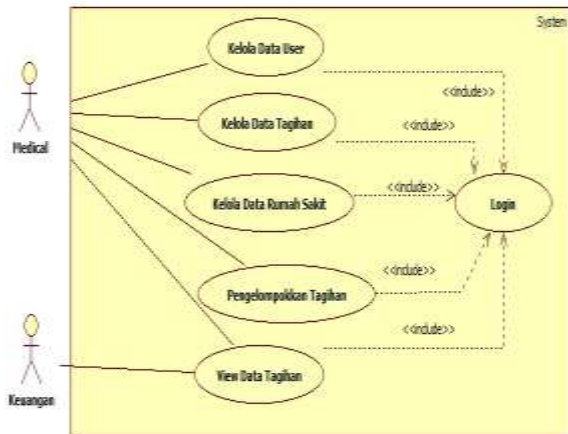 System
Kelola Data User
<<include>>
Medical
Kelola Data Tagihan
<<include>>
Kelola Data Rumah Sakit
<<include>>
Login
Pengelompokkan Tagihan
<<include>>
Keuangan
View Data Tagihan
<<include>>